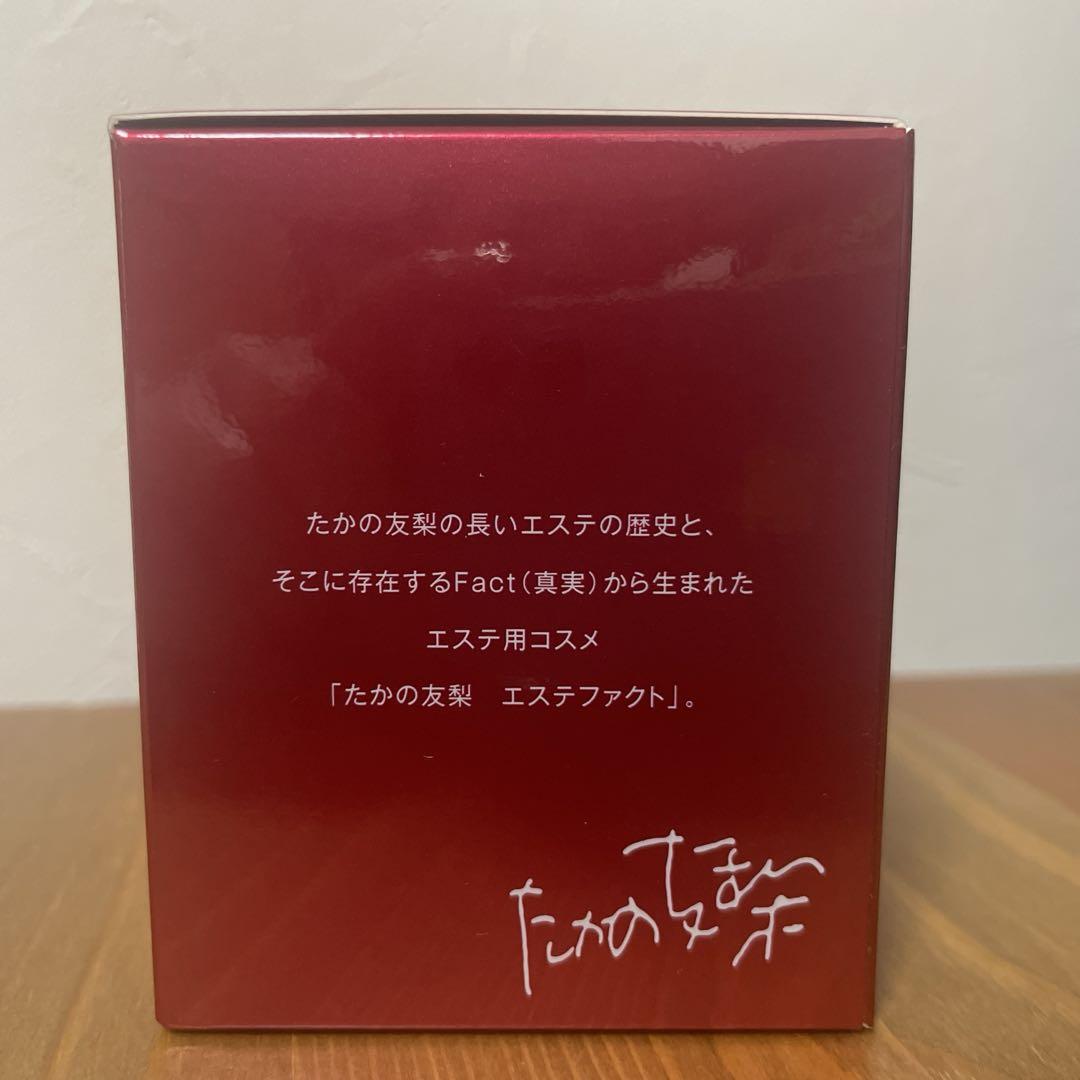 たかの友梨の長いエステの歴史と、
そこに存在するFact（真実）から生まれた
エステ用コスメ
「たかの友梨　エステファクト」。
たかの友梨